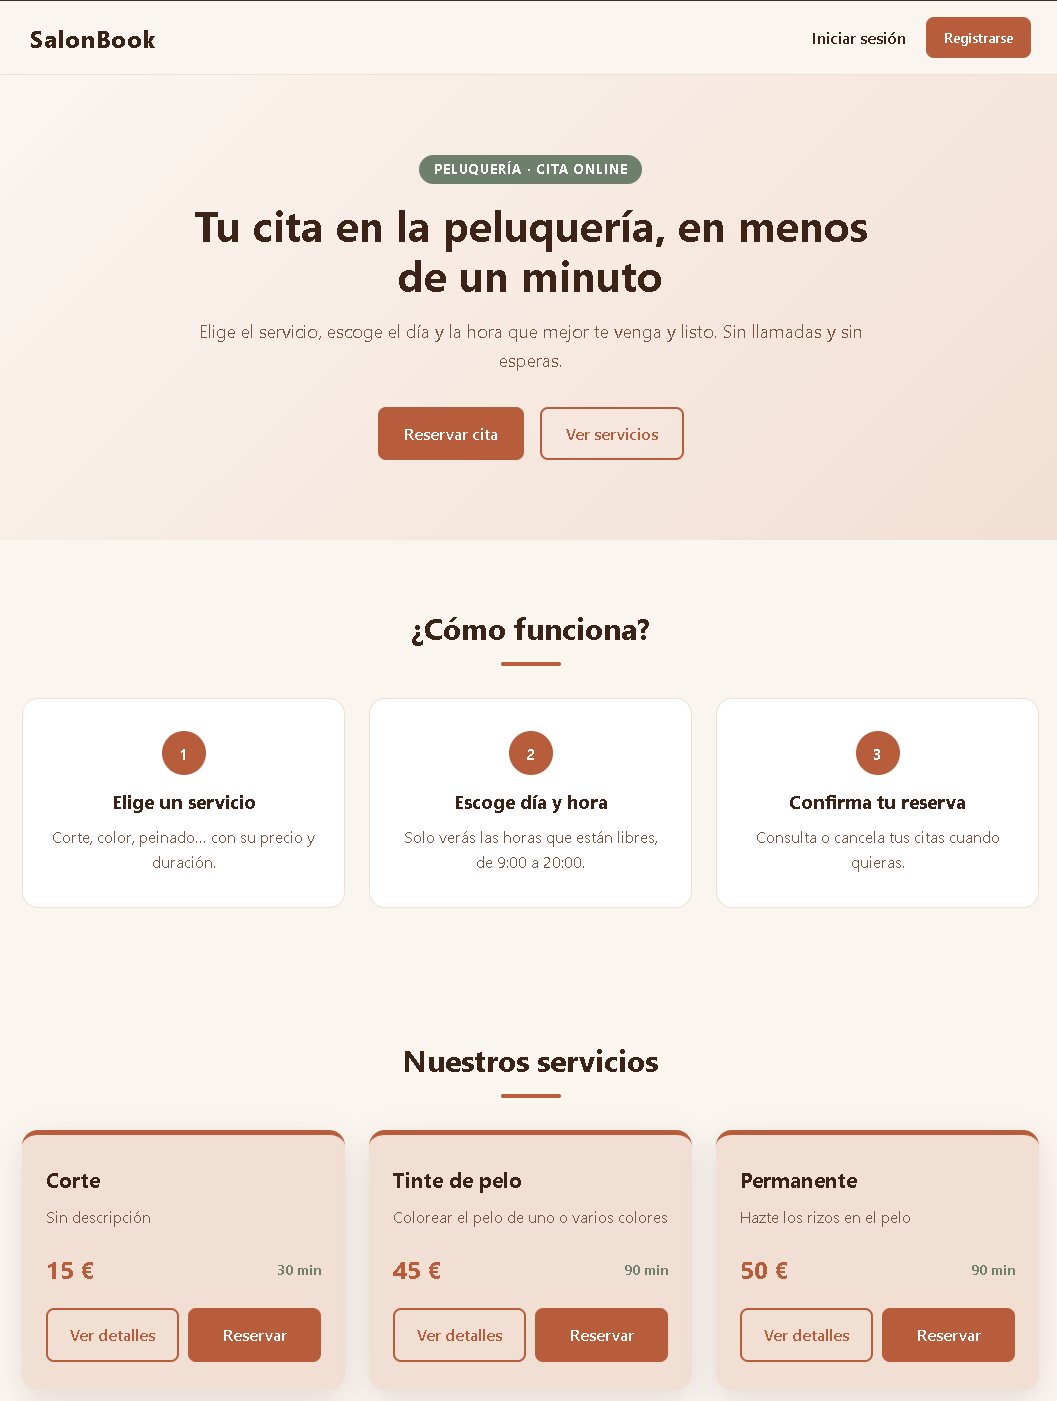 SalonBook
Iniciar sesión
Registrarse
PELUQUERÍA · CITA ONLINE
Tu cita en la peluquería, en menos
de un minuto
Elige el servicio, escoge el día y la hora que mejor te venga y listo. Sin llamadas y sin
esperas.
Reservar cita
Ver servicios
¿Cómo funciona?
1
Elige un servicio
Corte, color, peinado... con su precio y
duración.
2
Escoge día y hora
Solo verás las horas que están libres,
de 9:00 a 20:00.
3
Confirma tu reserva
Consulta o cancela tus citas cuando
quieras.
Nuestros servicios
Corte
Sin descripción
15 €
30 min
Ver detalles
Reservar
Tinte de pelo
Colorear el pelo de uno o varios colores
45 €
90 min
Ver detalles
Reservar
Permanente
Hazte los rizos en el pelo
50 €
90 min
Ver detalles
Reservar